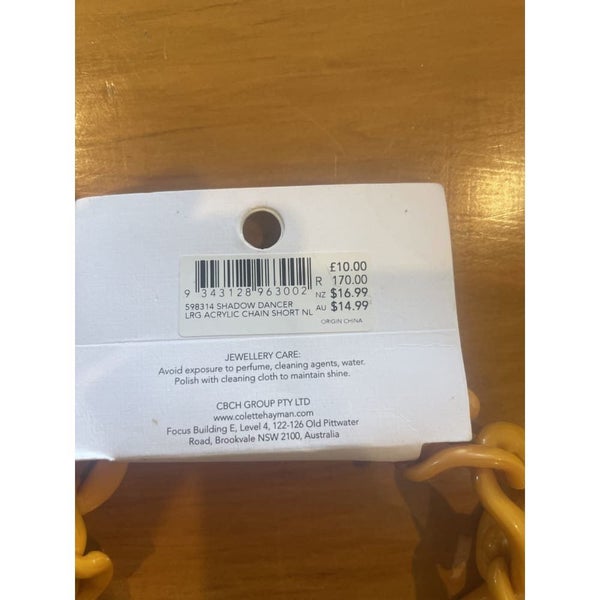 £10.00
R 170.00
NZ $16.99
AU $14.99
ORIGIN CHINA
9 343128 963002
598314 SHADOW DANCER
LRG ACRYLIC CHAIN SHORT NL
JEWELLERY CARE:
Avoid exposure to perfume, cleaning agents, water.
Polish with cleaning cloth to maintain shine.
CBCH GROUP PTY LTD
www.colettehayman.com
Focus Building E, Level 4, 122-126 Old Pittwater
Road, Brookvale NSW 2100, Australia